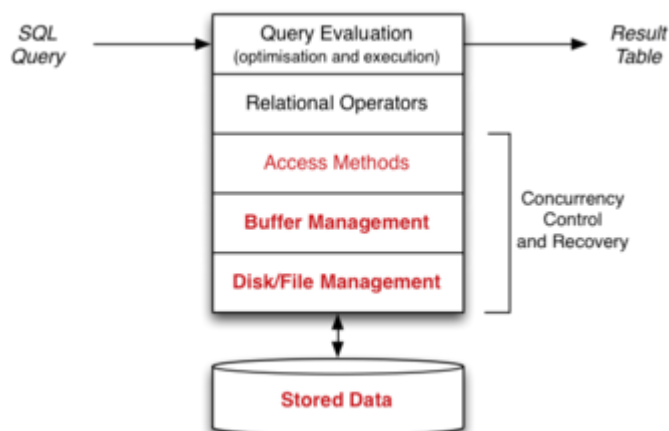 SQL
Query
Query Evaluation
(optimisation and execution)
Result
Table
Relational Operators
Access Methods
Buffer Management
Disk/File Management
Concurrency
Control
and Recovery
Stored Data